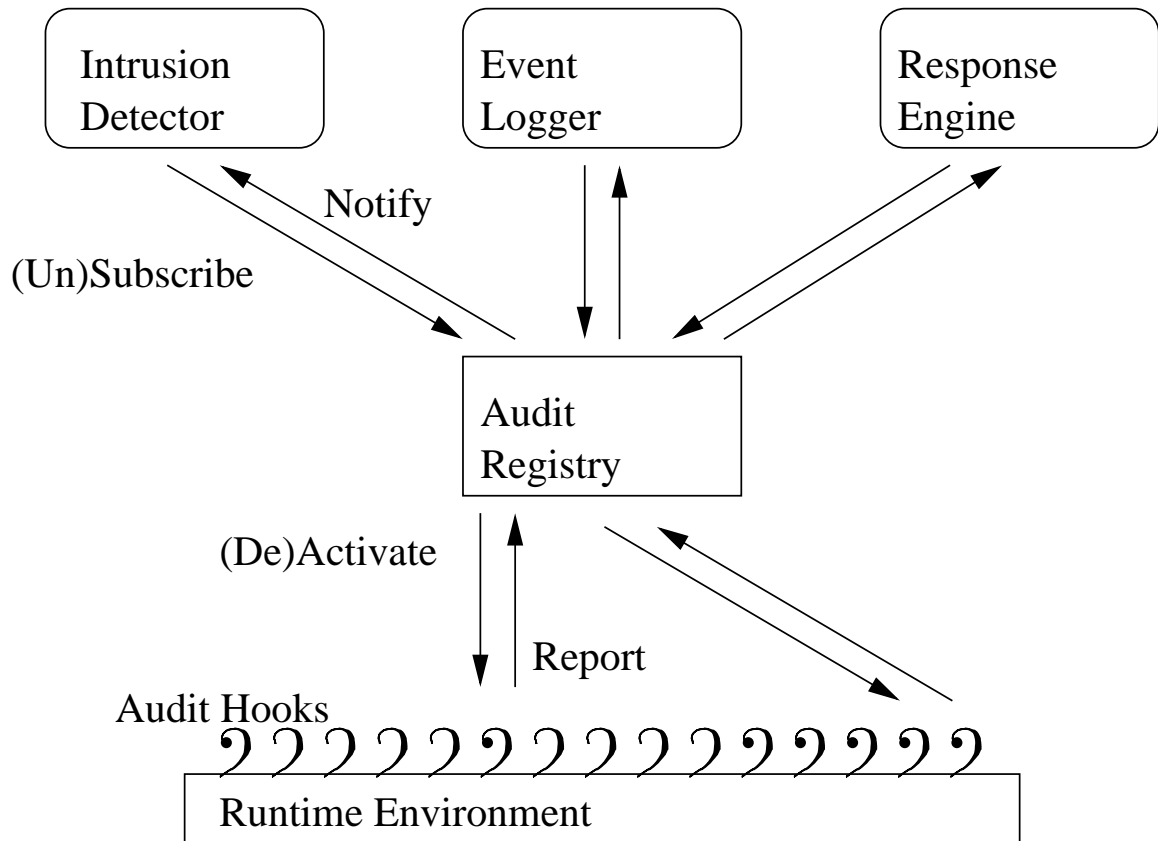 Intrusion
Detector
Event
Logger
Response
Engine
Notify
(Un)Subscribe
Audit
Registry
(De)Activate
Report
Audit Hooks
Runtime Environment